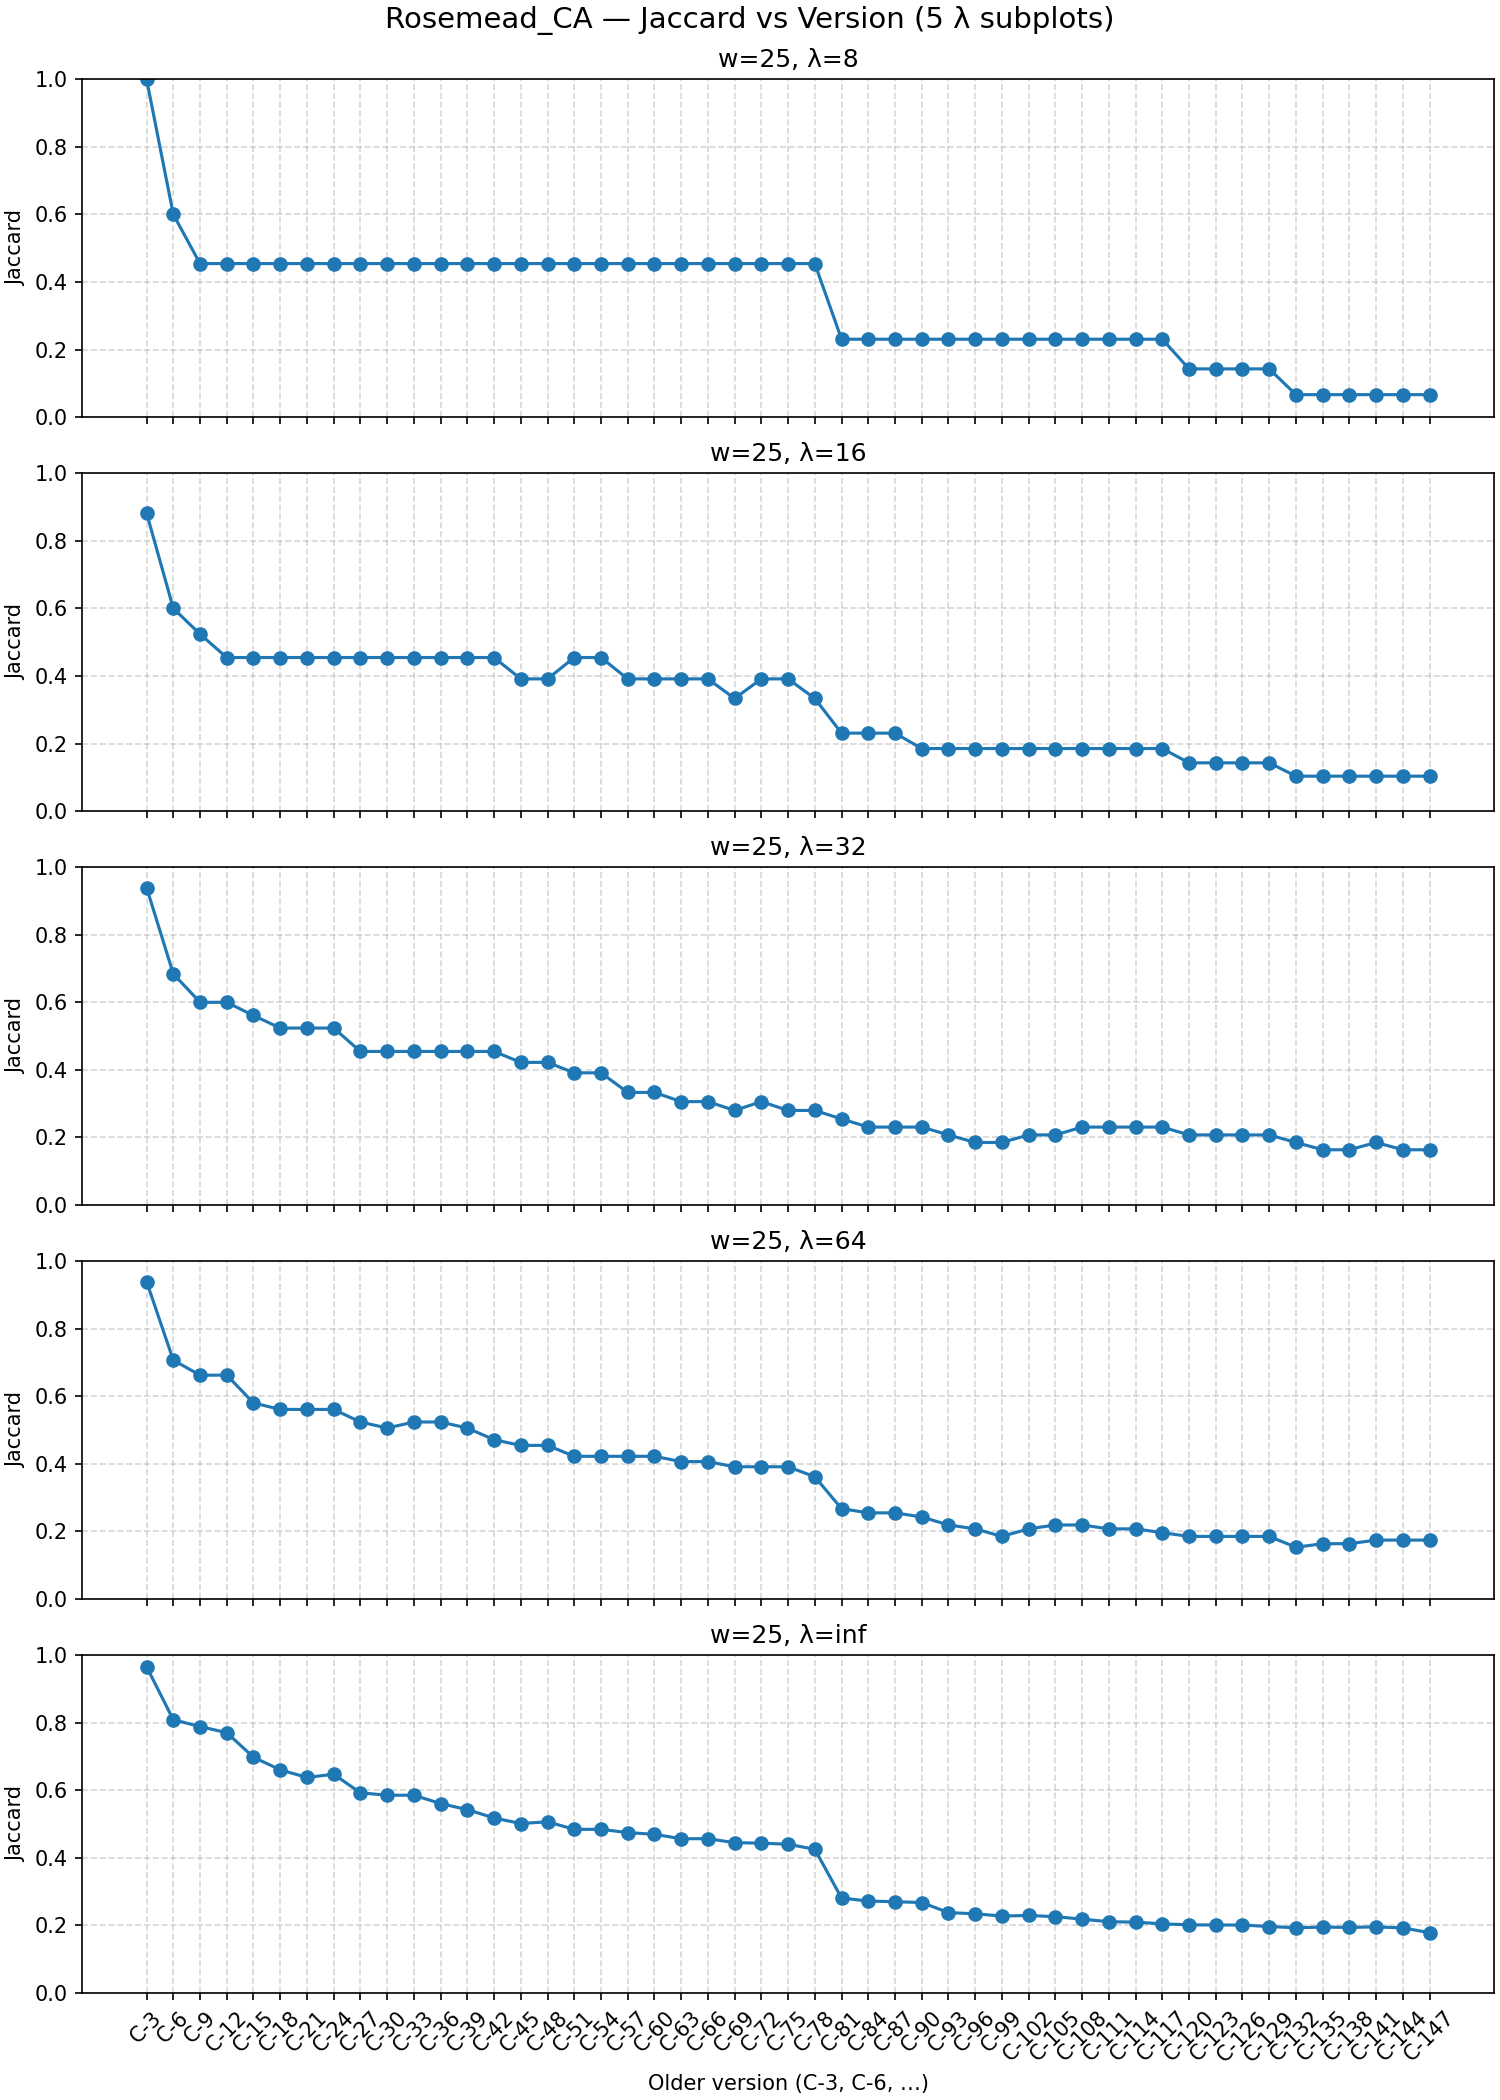 Rosemead_CA — Jaccard vs Version (5 λ subplots)
w=25, λ=8
1.0
0.8
0.6
0.4
0.2
0.0
Jaccard
w=25, λ=16
1.0
0.8
0.6
0.4
0.2
0.0
Jaccard
w=25, λ=32
1.0
0.8
0.6
0.4
0.2
0.0
Jaccard
w=25, λ=64
1.0
0.8
0.6
0.4
0.2
0.0
Jaccard
w=25, λ=inf
1.0
0.8
0.6
0.4
0.2
0.0
Jaccard
C-3 C-6 C-9 C-12 C-15 C-18 C-21 C-24 C-27 C-30 C-33 C-36 C-39 C-42 C-45 C-48 C-51 C-54 C-57 C-60 C-63 C-66 C-69 C-72 C-75 C-78 C-81 C-84 C-87 C-90 C-93 C-96 C-99 C-102 C-105 C-108 C-111 C-114 C-117 C-120 C-123 C-126 C-129 C-132 C-135 C-138 C-141 C-144 C-147
Older version (C-3, C-6, ...)